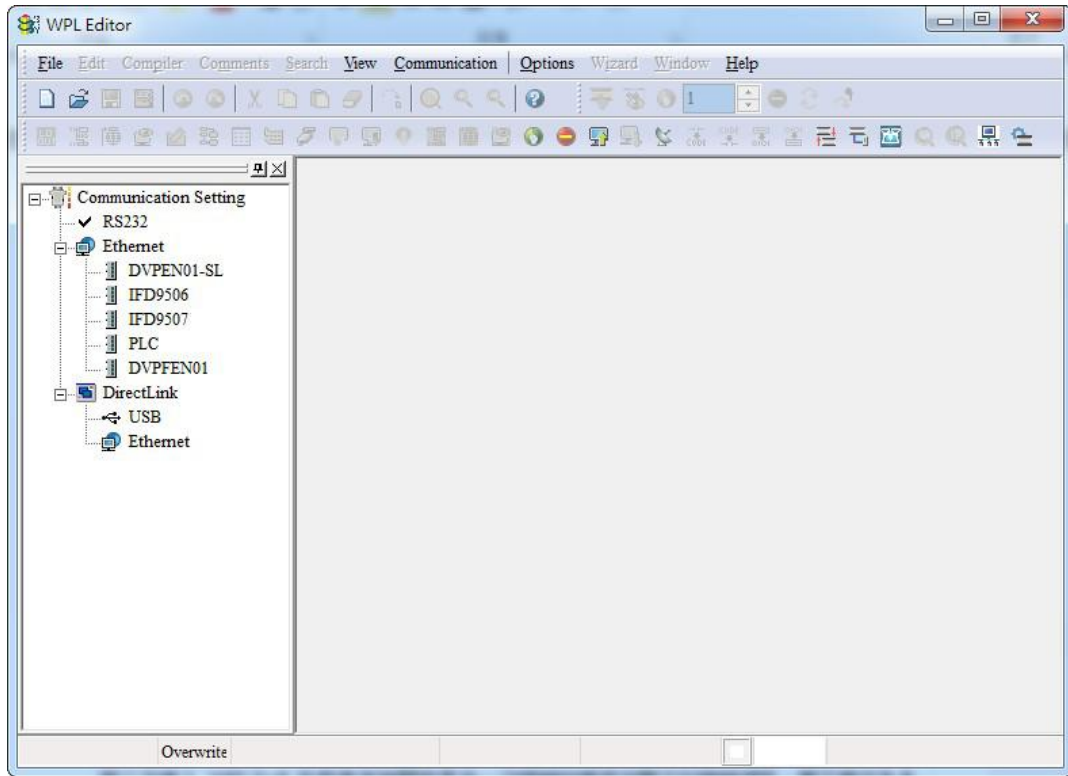 WPL Editor
File Edit Compiler Comments Search View Communication Options Wizard Window Help
1
Communication Setting
RS232
Ethernet
DVPEN01-SL
IFD9506
IFD9507
PLC
DVPFEN01
DirectLink
USB
Ethernet
Overwrite